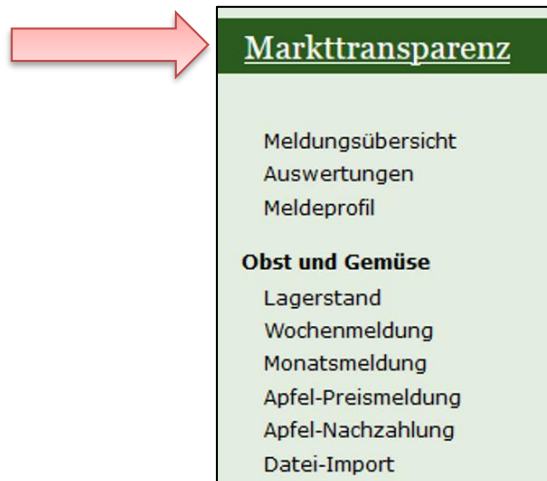 Markttransparenz
Meldungsübersicht
Auswertungen
Meldeprofil
Obst und Gemüse
Lagerstand
Wochenmeldung
Monatsmeldung
Apfel-Preismeldung
Apfel-Nachzahlung
Datei-Import